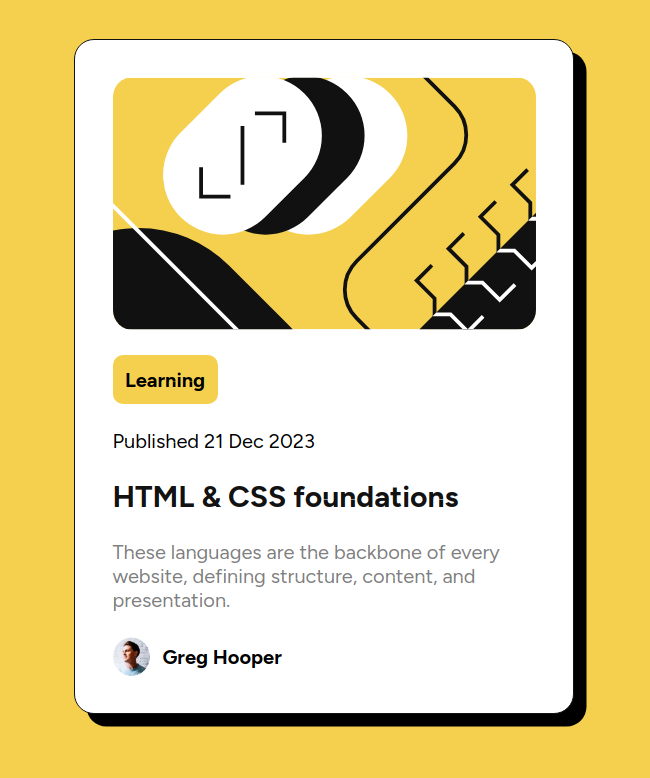 Learning
Published 21 Dec 2023
HTML & CSS foundations
These languages are the backbone of every
website, defining structure, content, and
presentation.
Greg Hooper